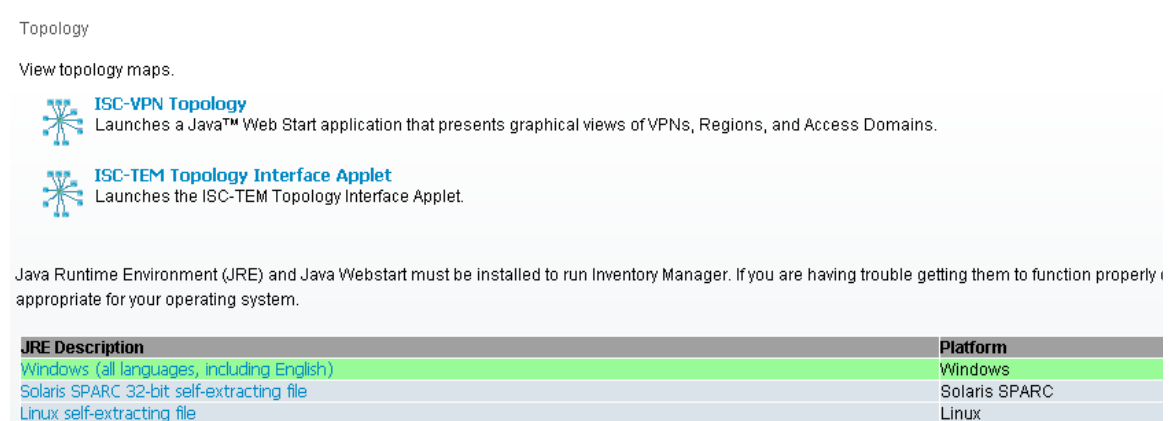 Topology
View topology maps.
ISC-VPN Topology
Launches a Java™ Web Start application that presents graphical views of VPNs, Regions, and Access Domains.
ISC-TEM Topology Interface Applet
Launches the ISC-TEM Topology Interface Applet.
Java Runtime Environment (JRE) and Java Webstart must be installed to run Inventory Manager. If you are having trouble getting them to function properly
appropriate for your operating system.
JRE Description Platform
Windows (all languages, including English) Windows
Solaris SPARC 32-bit self-extracting file Solaris SPARC
Linux self-extracting file Linux